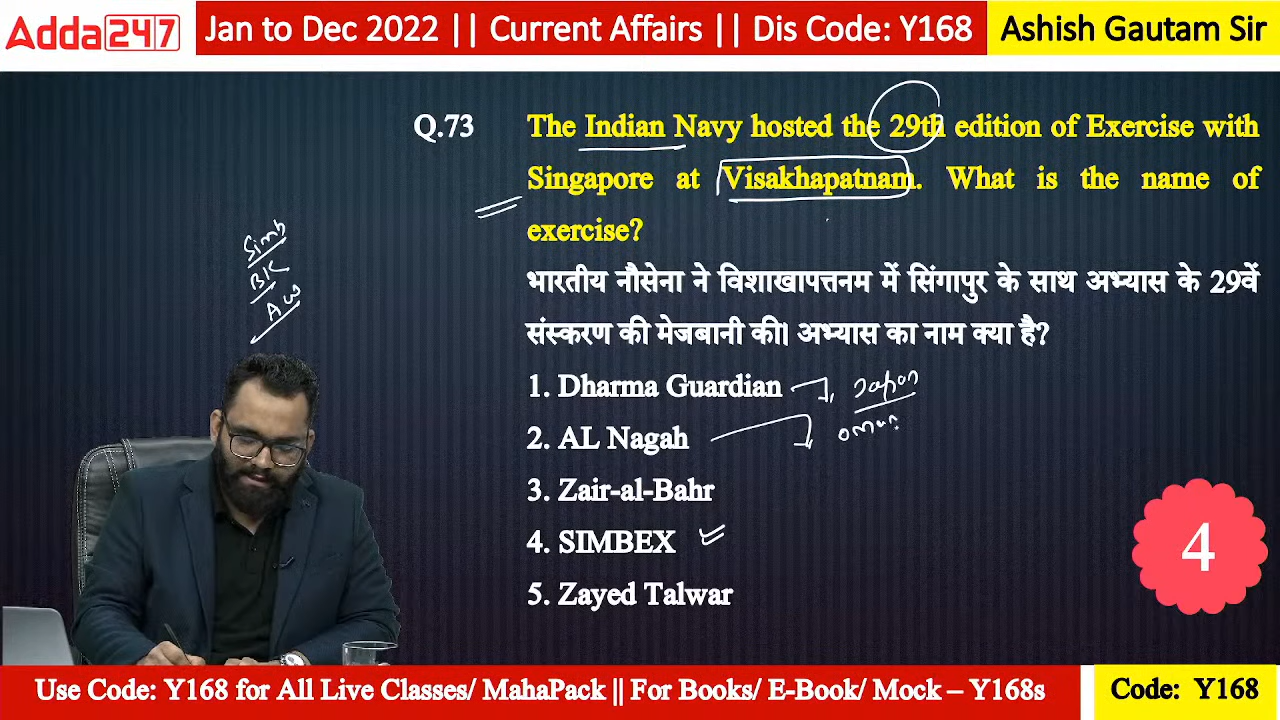 Adda247 Jan to Dec 2022 || Current Affairs || Dis Code: Y168 Ashish Gautam Sir
Q.73 The Indian Navy hosted the 29th edition of Exercise with
Singapore at Visakhapatnam. What is the name of
exercise?
भारतीय नौसेना ने विशाखापत्तनम में सिंगापुर के साथ अभ्यास के 29वें
संस्करण की मेजबानी की। अभ्यास का नाम क्या है?
1. Dharma Guardian
Japan
2. AL Nagah
Oman
3. Zair-al-Bahr
4. SIMBEX
5. Zayed Talwar
Simb
BK
AW
4
Use Code: Y168 for All Live Classes/ MahaPack || For Books/ E-Book/ Mock – Y168s
Code: Y168